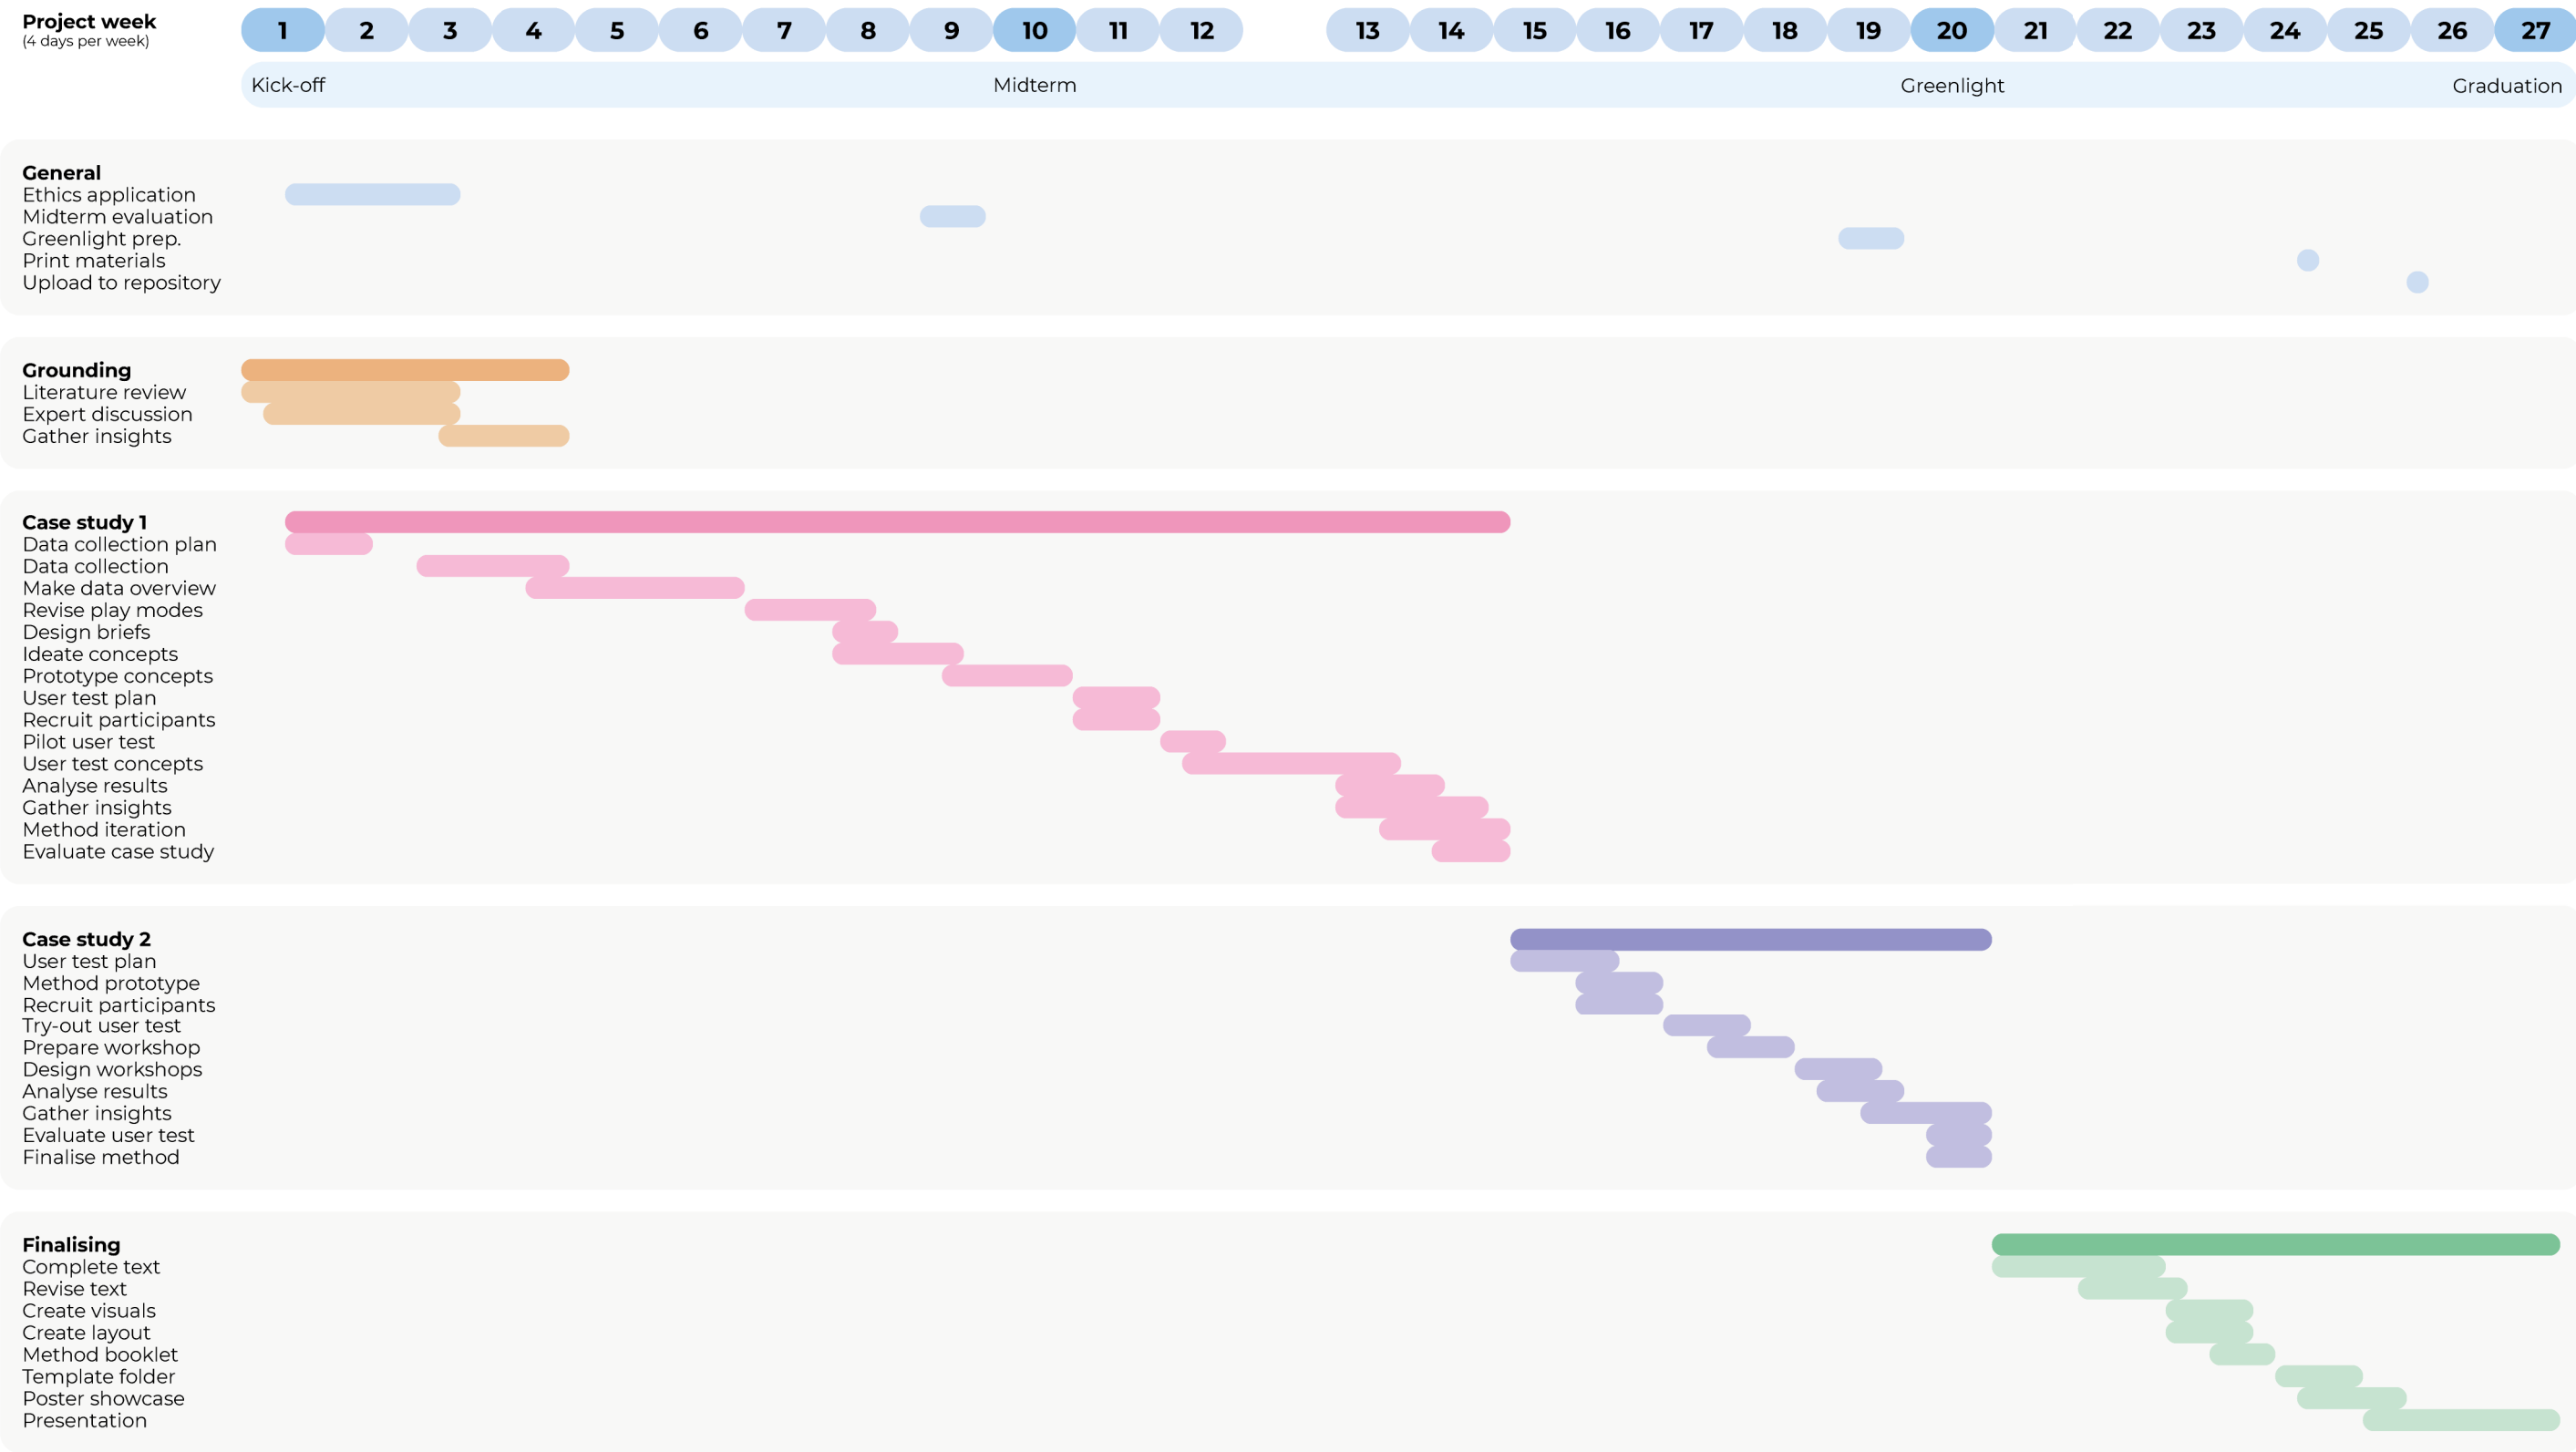 Project week
(4 days per week)
1 2 3 4 5 6 7 8 9 10 11 12 13 14 15 16 17 18 19 20 21 22 23 24 25 26 27
Kick-off Midterm Greenlight Graduation
General
Ethics application
Midterm evaluation
Greenlight prep.
Print materials
Upload to repository
Grounding
Literature review
Expert discussion
Gather insights
Case study 1
Data collection plan
Data collection
Make data overview
Revise play modes
Design briefs
Ideate concepts
Prototype concepts
User test plan
Recruit participants
Pilot user test
User test concepts
Analyse results
Gather insights
Method iteration
Evaluate case study
Case study 2
User test plan
Method prototype
Recruit participants
Try-out user test
Prepare workshop
Design workshops
Analyse results
Gather insights
Evaluate user test
Finalise method
Finalising
Complete text
Revise text
Create visuals
Create layout
Method booklet
Template folder
Poster showcase
Presentation